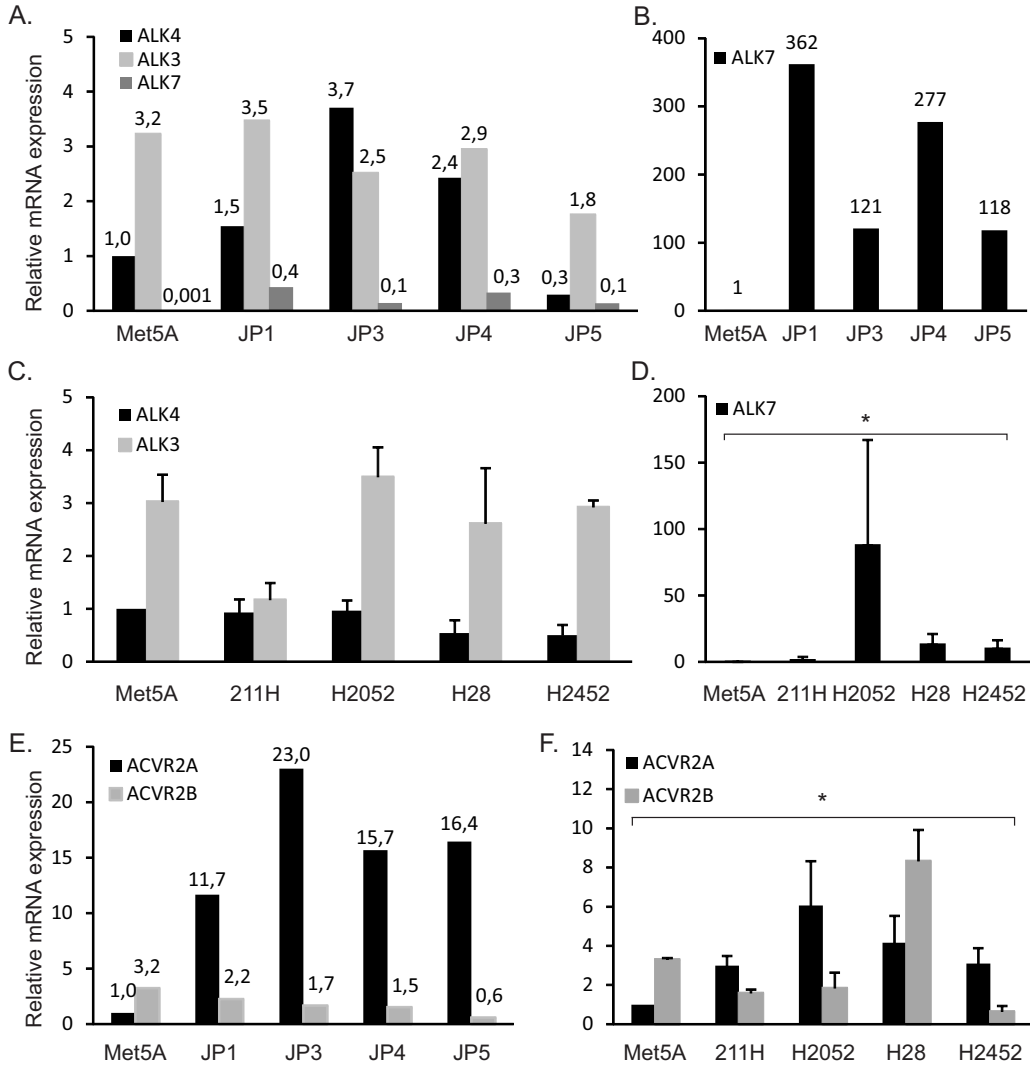 A.
Relative mRNA expression
5
4
3
2
1
0
ALK4
ALK3
ALK7
1,0 3,2 0,001 1,5 3,5 0,4 3,7 2,5 0,1 2,4 2,9 0,3 0,3 1,8 0,1
Met5A JP1 JP3 JP4 JP5
B.
400
300
200
100
0
ALK7
1 362 121 277 118
Met5A JP1 JP3 JP4 JP5
C.
Relative mRNA expression
5
4
3
2
1
0
ALK4
ALK3
Met5A 211H H2052 H28 H2452
D.
200
150
100
50
0
ALK7
*
Met5A 211H H2052 H28 H2452
E.
Relative mRNA expression
25
20
15
10
5
0
ACVR2A
ACVR2B
1,0 3,2 11,7 2,2 23,0 1,7 15,7 1,5 16,4 0,6
Met5A JP1 JP3 JP4 JP5
F.
14
12
10
8
6
4
2
0
ACVR2A
ACVR2B
*
Met5A 211H H2052 H28 H2452